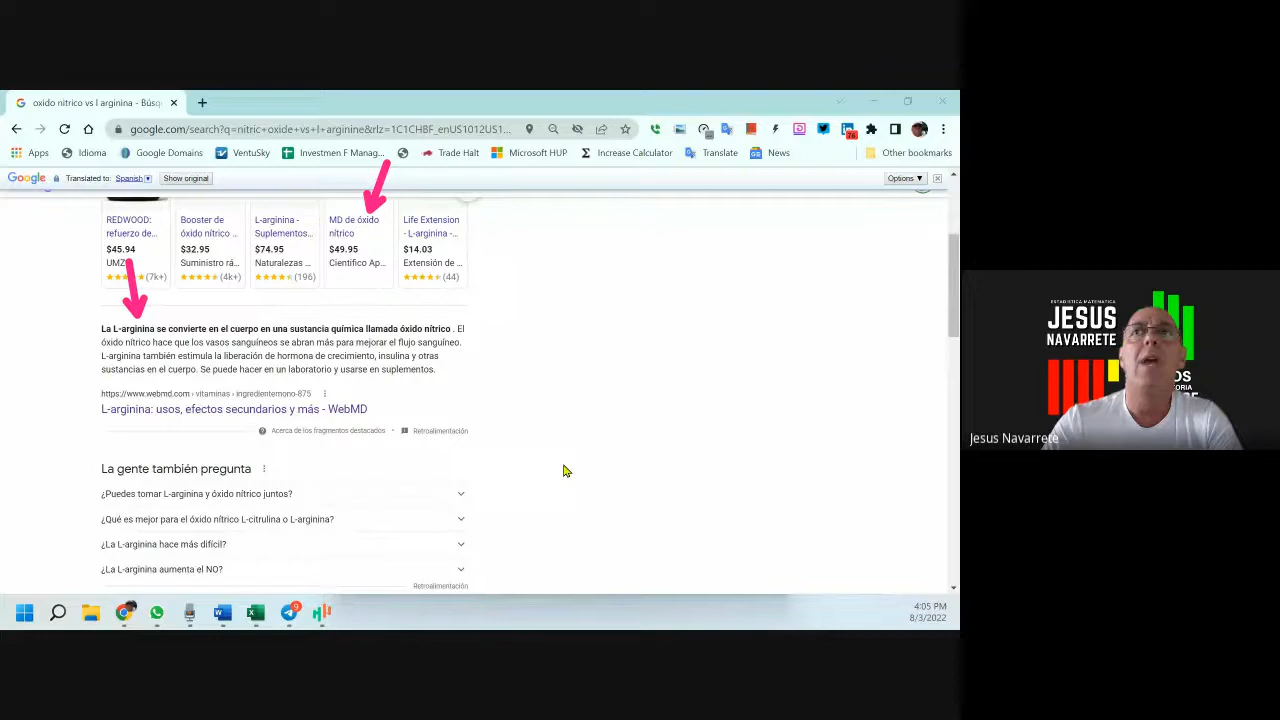 oxido nitrico vs l arginina - Búsq
google.com/search?q=nitric+oxide+vs+l+arginine&rlz=1C1CHBF_enUS1012US1...
76
Apps Idioma Google Domains VentuSky Investmen F Manag... Trade Halt Microsoft HUP Increase Calculator Translate News Other bookmarks
Google Translated to: Spanish Show original Options ▼
REDWOOD: refuerzo de...
$45.94
UMZ
(7k+)
Booster de óxido nítrico ...
$32.95
Suministro rá...
(4k+)
L-arginina - Suplementos...
$74.95
Naturalezas ...
(196)
MD de óxido nítrico
$49.95
Cientifico Ap...
Life Extension - L-arginina -...
$14.03
Extensión de ...
(44)
La L-arginina se convierte en el cuerpo en una sustancia química llamada óxido nítrico . El
óxido nítrico hace que los vasos sanguíneos se abran más para mejorar el flujo sanguíneo.
L-arginina también estimula la liberación de hormona de crecimiento, insulina y otras
sustancias en el cuerpo. Se puede hacer en un laboratorio y usarse en suplementos.
https://www.webmd.com › vitaminas › ingredientemono-875
L-arginina: usos, efectos secundarios y más - WebMD
Acerca de los fragmentos destacados • Retroalimentación
La gente también pregunta
¿Puedes tomar L-arginina y óxido nítrico juntos?
¿Qué es mejor para el óxido nítrico L-citrulina o L-arginina?
¿La L-arginina hace más difícil?
¿La L-arginina aumenta el NO?
Retroalimentación
9
4:05 PM
8/3/2022
ESTADISTICA MATEMATICA
JESUS
NAVARRETE
Jesus Navarrete